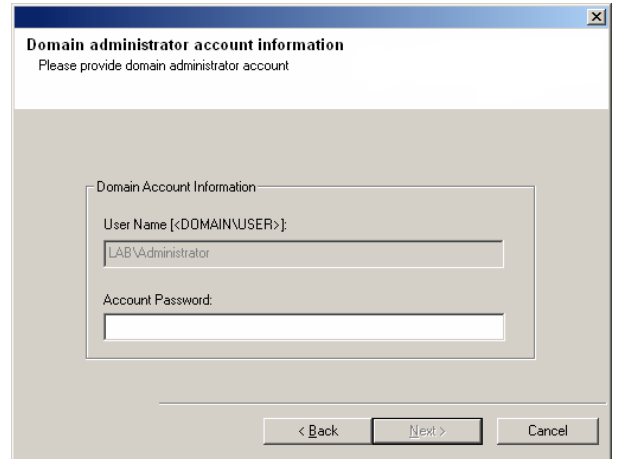 Domain administrator account information
Please provide domain administrator account
Domain Account Information
User Name [<DOMAIN\USER>]:
LAB\Administrator
Account Password:
< Back
Next >
Cancel